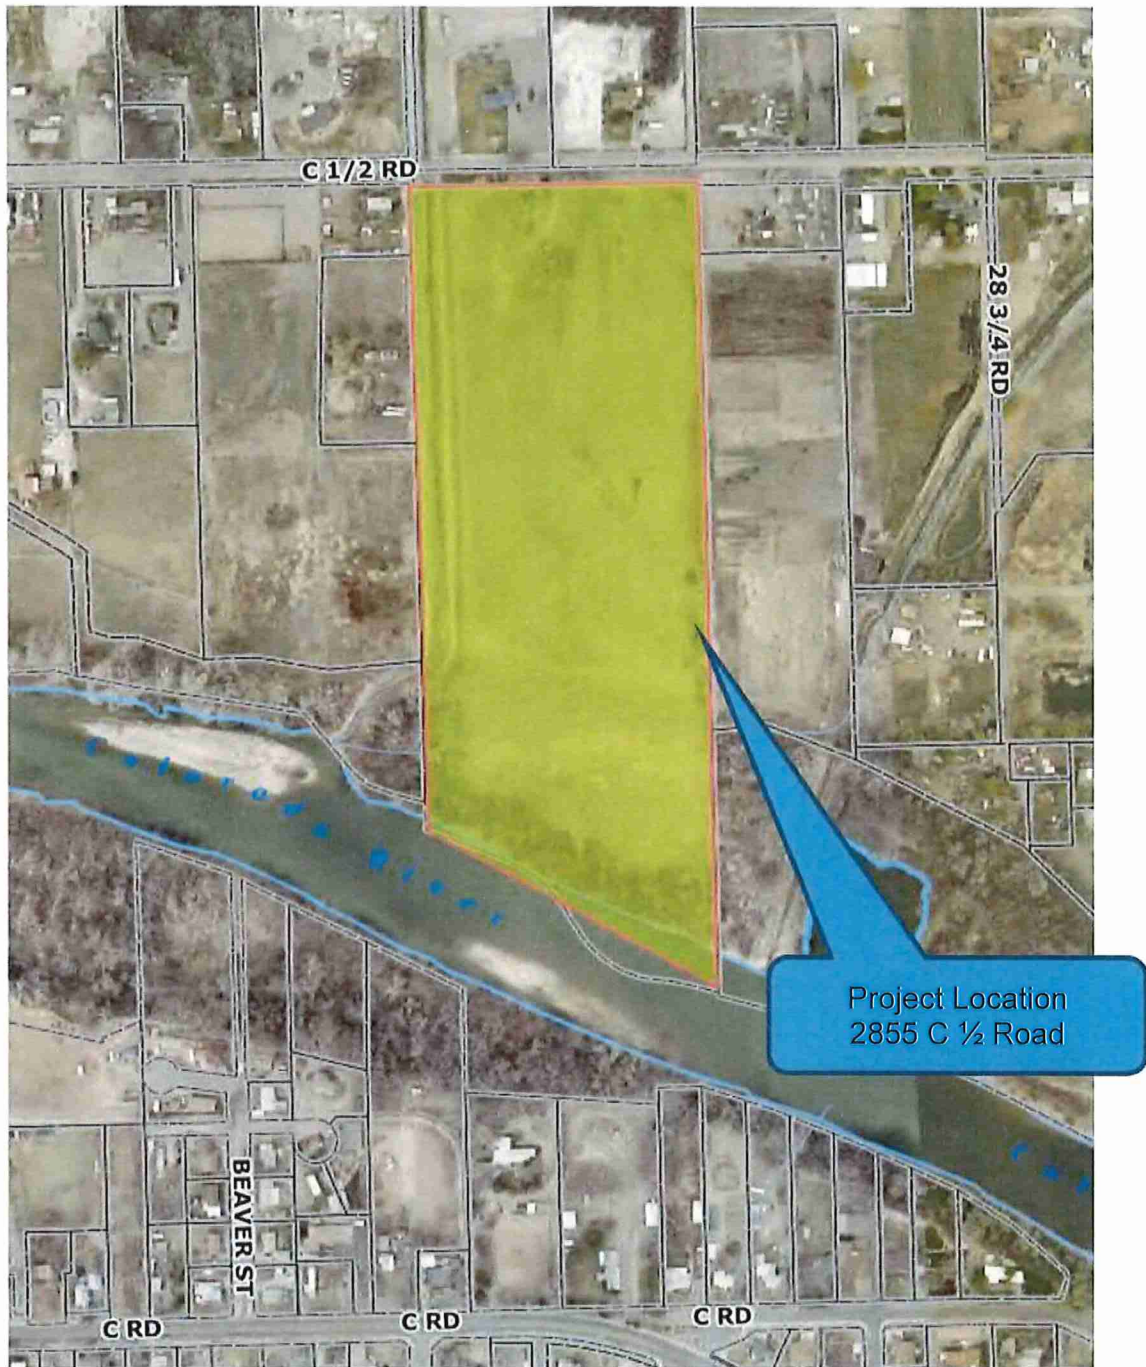 C 1/2 RD
28 3/4 RD
Colorado River
Project Location
2855 C ½ Road
BEAVER ST
C RD
C RD
C RD